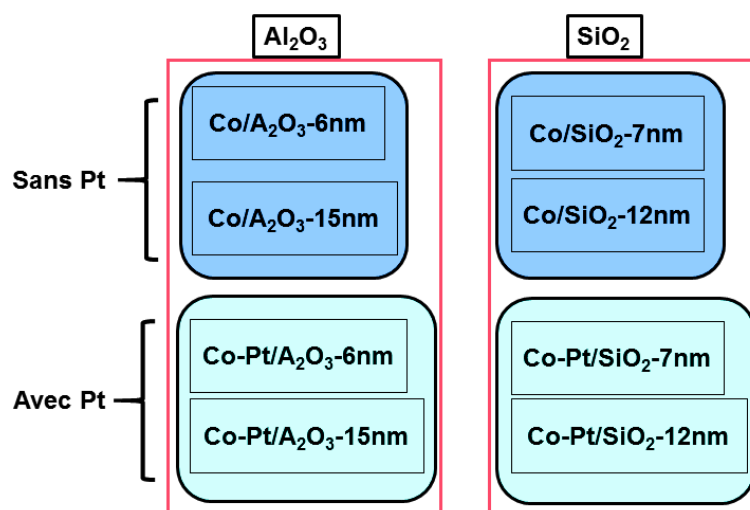 Al₂O₃
SiO₂
Sans Pt
Co/A₂O₃-6nm
Co/A₂O₃-15nm
Co/SiO₂-7nm
Co/SiO₂-12nm
Avec Pt
Co-Pt/A₂O₃-6nm
Co-Pt/A₂O₃-15nm
Co-Pt/SiO₂-7nm
Co-Pt/SiO₂-12nm